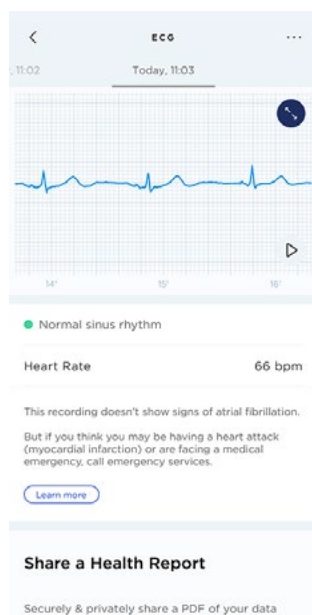 ECG
...
, 11:02
Today, 11:03
14'
15'
16'
Normal sinus rhythm
Heart Rate 66 bpm
This recording doesn't show signs of atrial fibrillation.
But if you think you may be having a heart attack
(myocardial infarction) or are facing a medical
emergency, call emergency services.
Learn more
Share a Health Report
Securely & privately share a PDF of your data